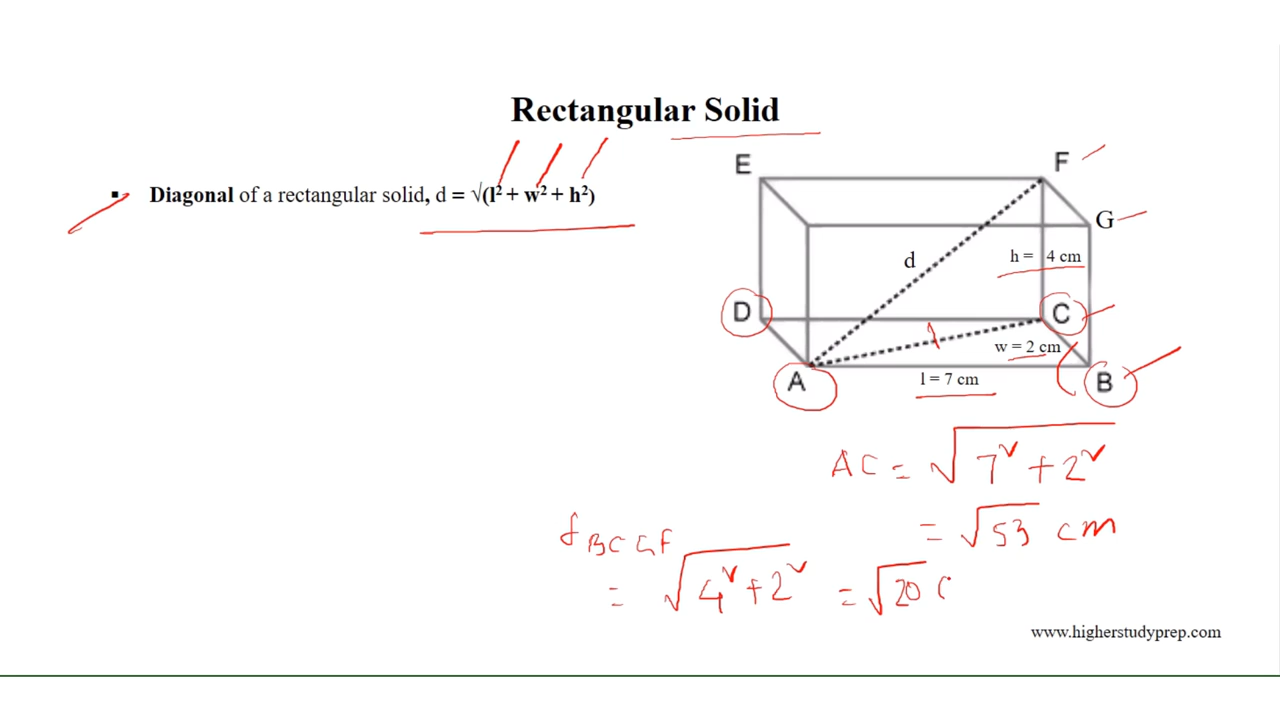 Rectangular Solid
▪ Diagonal of a rectangular solid, d = √(l² + w² + h²)
E
F
G
d
h = 4 cm
D
C
w = 2 cm
A
l = 7 cm
B
AC = √7² + 2²
= √53 cm
d BCGF
= √4² + 2² = √20 c
www.higherstudyprep.com